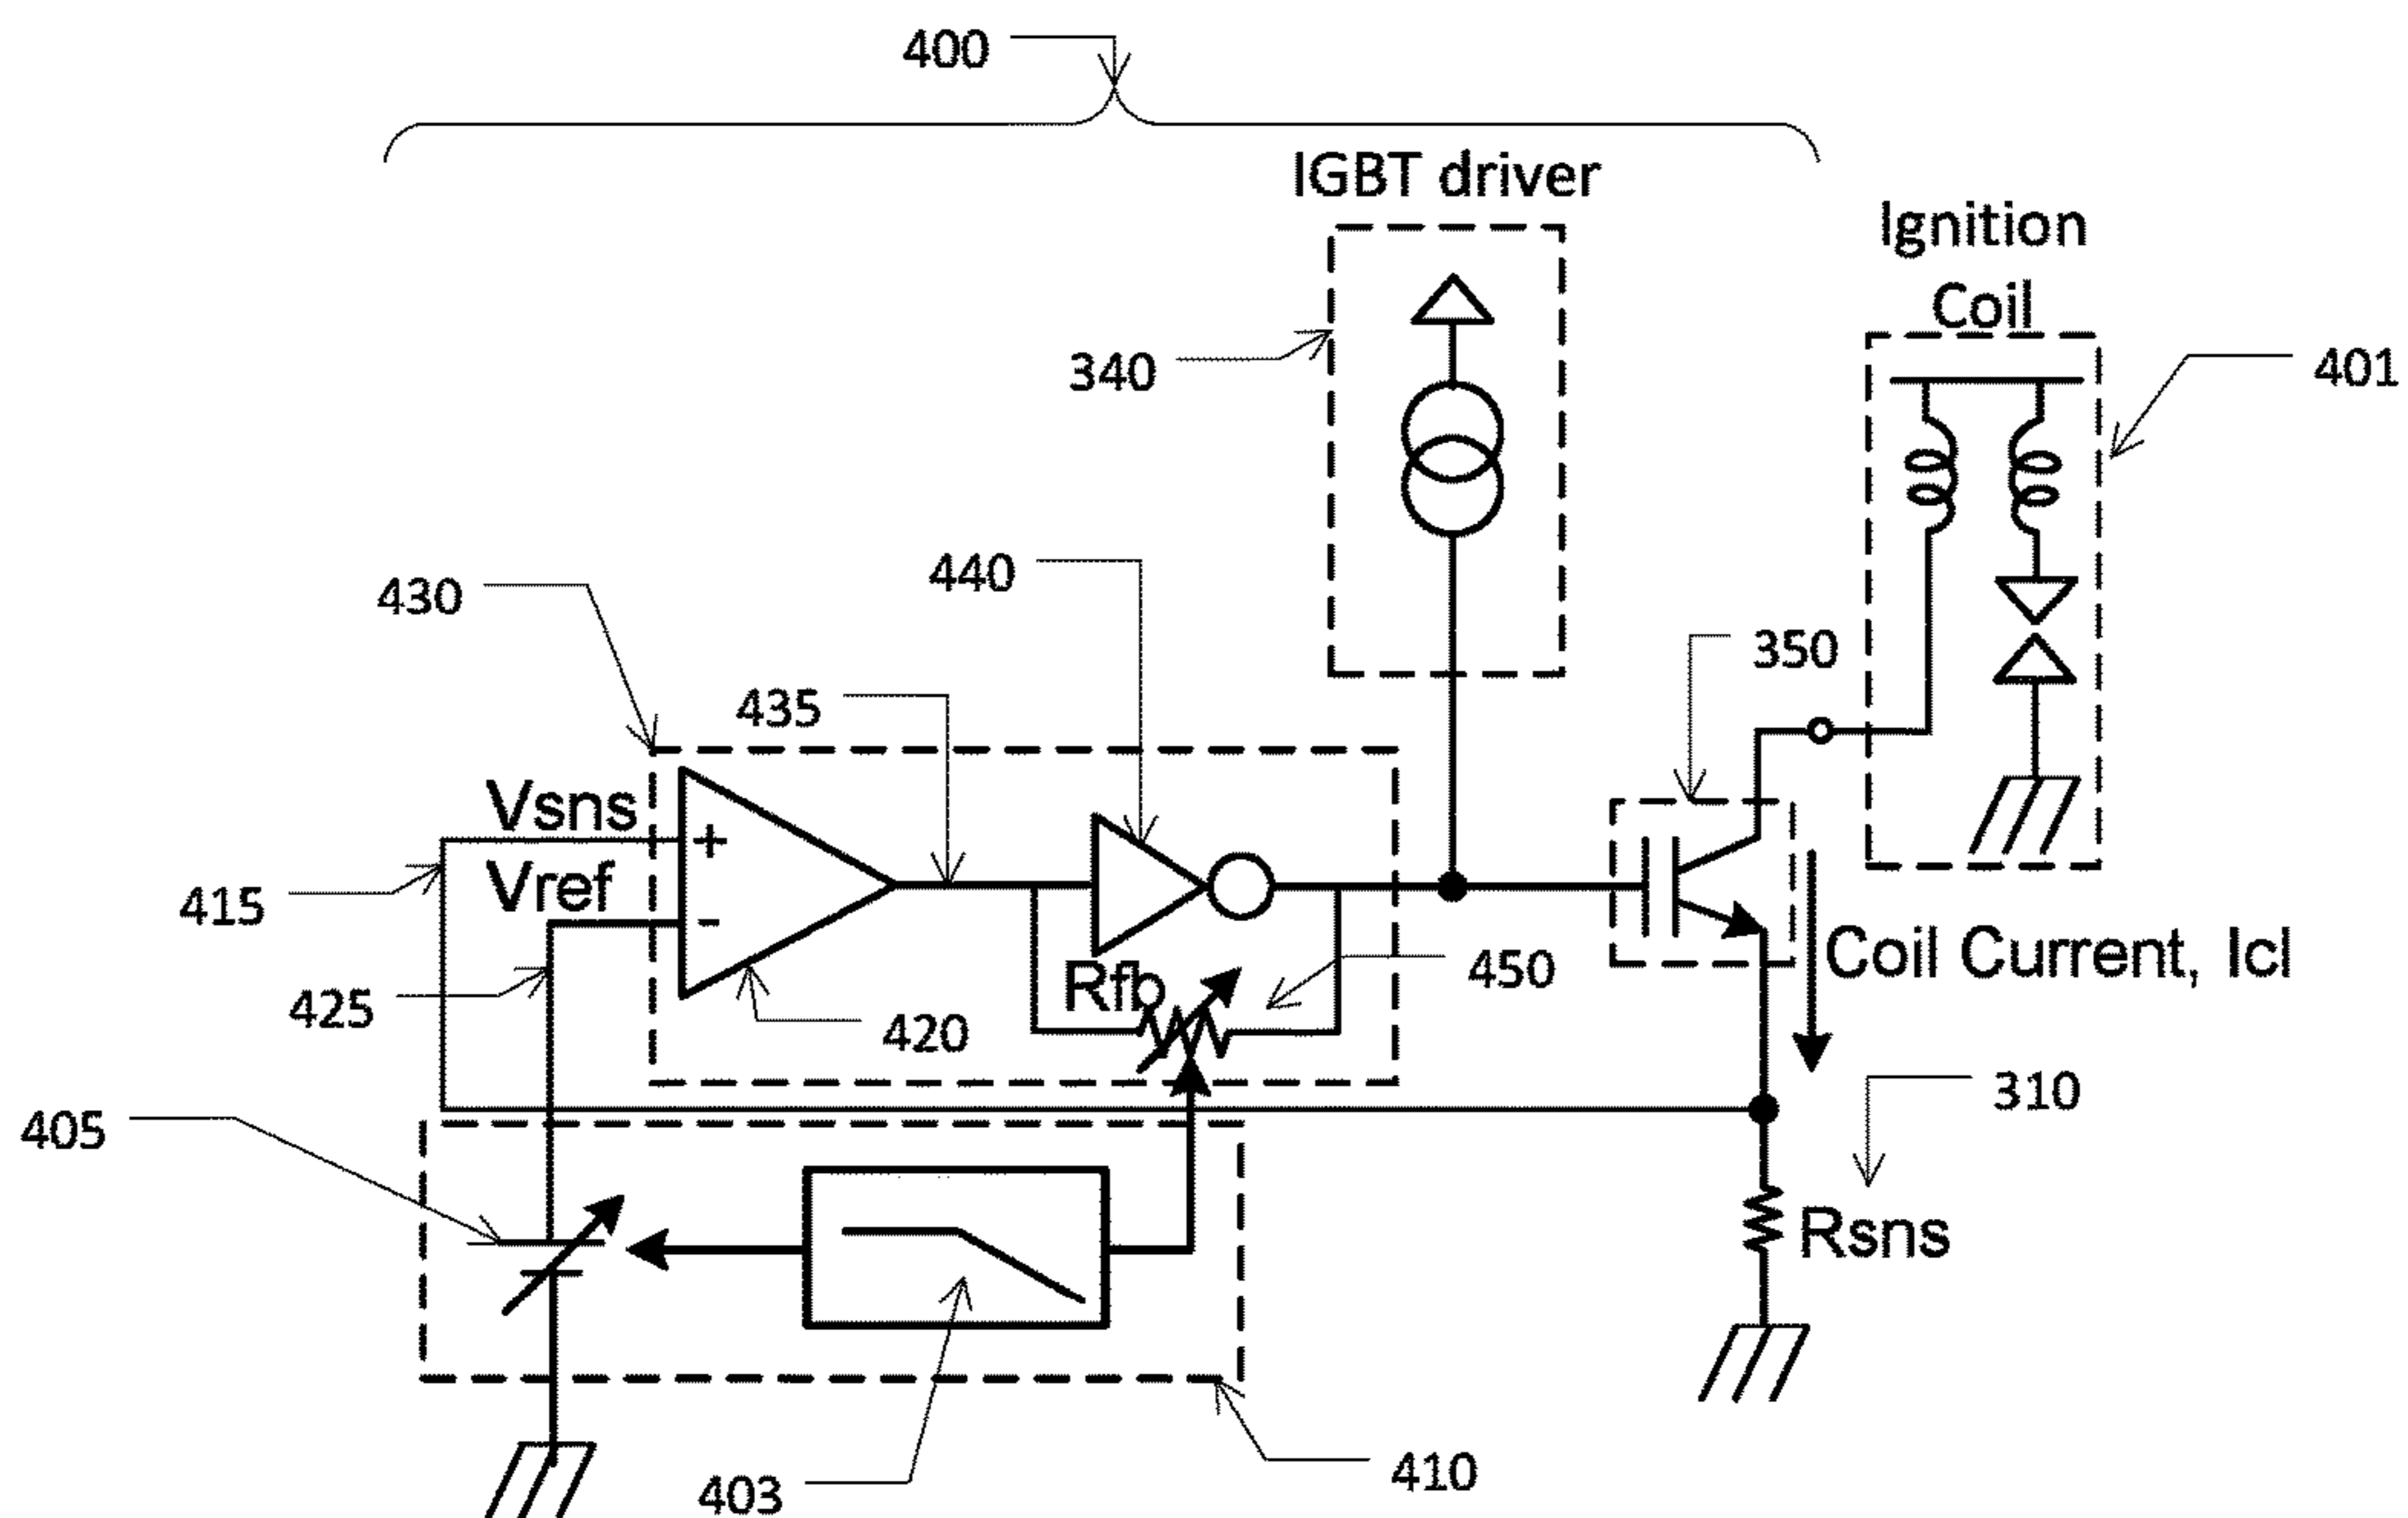 400
IGBT driver
Ignition
Coil
340
401
430
440
350
435
Vsns
+
Vref
-
415
425
420
Rfb
450
Coil Current, Icl
310
405
Rsns
403
410